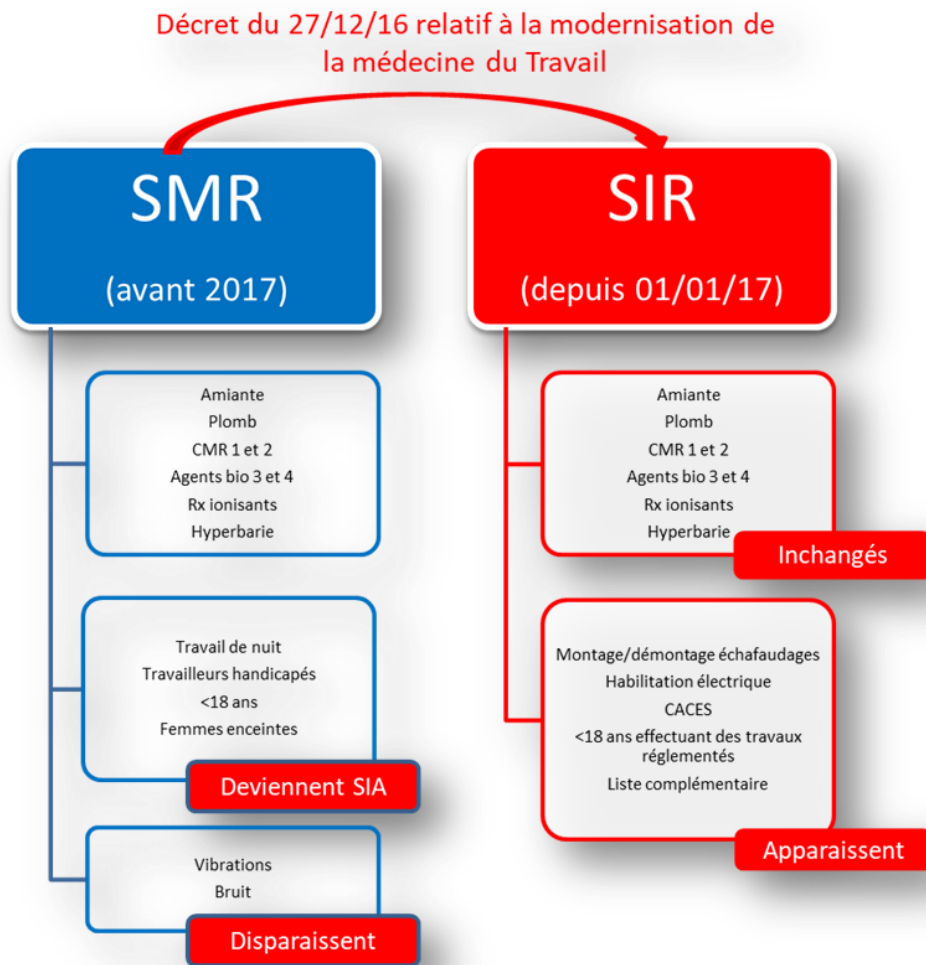 Décret du 27/12/16 relatif à la modernisation de
la médecine du Travail
SMR
(avant 2017)
Amiante
Plomb
CMR 1 et 2
Agents bio 3 et 4
Rx ionisants
Hyperbarie
Travail de nuit
Travailleurs handicapés
<18 ans
Femmes enceintes
Deviennent SIA
Vibrations
Bruit
Disparaissent
SIR
(depuis 01/01/17)
Amiante
Plomb
CMR 1 et 2
Agents bio 3 et 4
Rx ionisants
Hyperbarie
Inchangés
Montage/démontage échafaudages
Habilitation électrique
CACES
<18 ans effectuant des travaux
réglementés
Liste complémentaire
Apparaissent